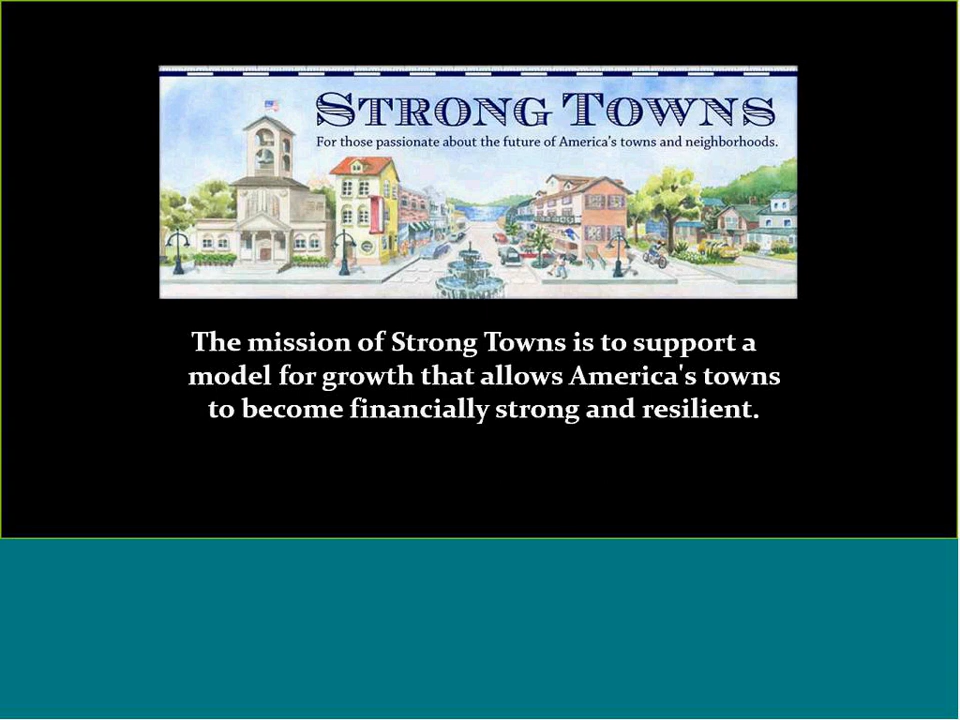 STRONG TOWNS
For those passionate about the future of America's towns and neighborhoods.
The mission of Strong Towns is to support a
model for growth that allows America's towns
to become financially strong and resilient.